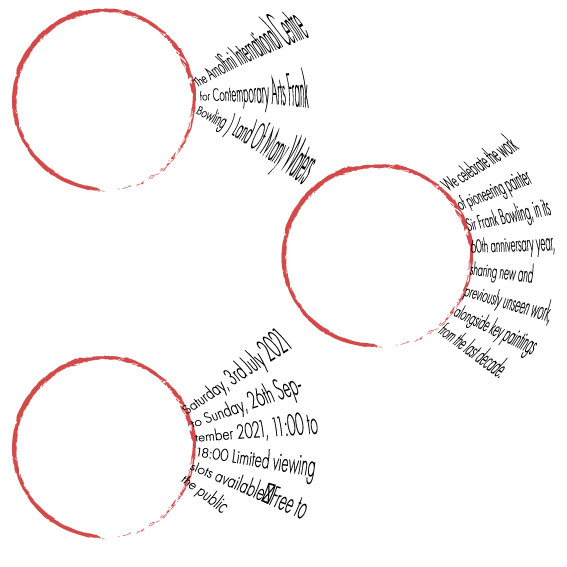 The Arnolfini International Centre
for Contemporary Arts Frank
Bowling ) Land Of Many Waters
We celebrate the work
of pioneering painter
Sir Frank Bowling, in its
60th anniversary year,
sharing new and
previously unseen work,
alongside key paintings
from the last decade.
Saturday, 3rd July 2021
to Sunday, 26th Sep-
tember 2021, 11:00 to
18:00 Limited viewing
slots available Free to
the public